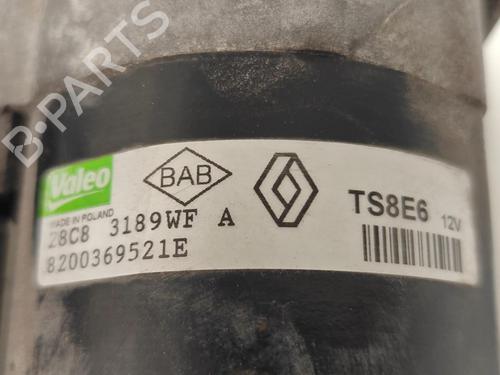 B-PARTS
Valeo
MADE IN POLAND
BAB
28C8 3189WF A
8200369521E
TS8E6 12V